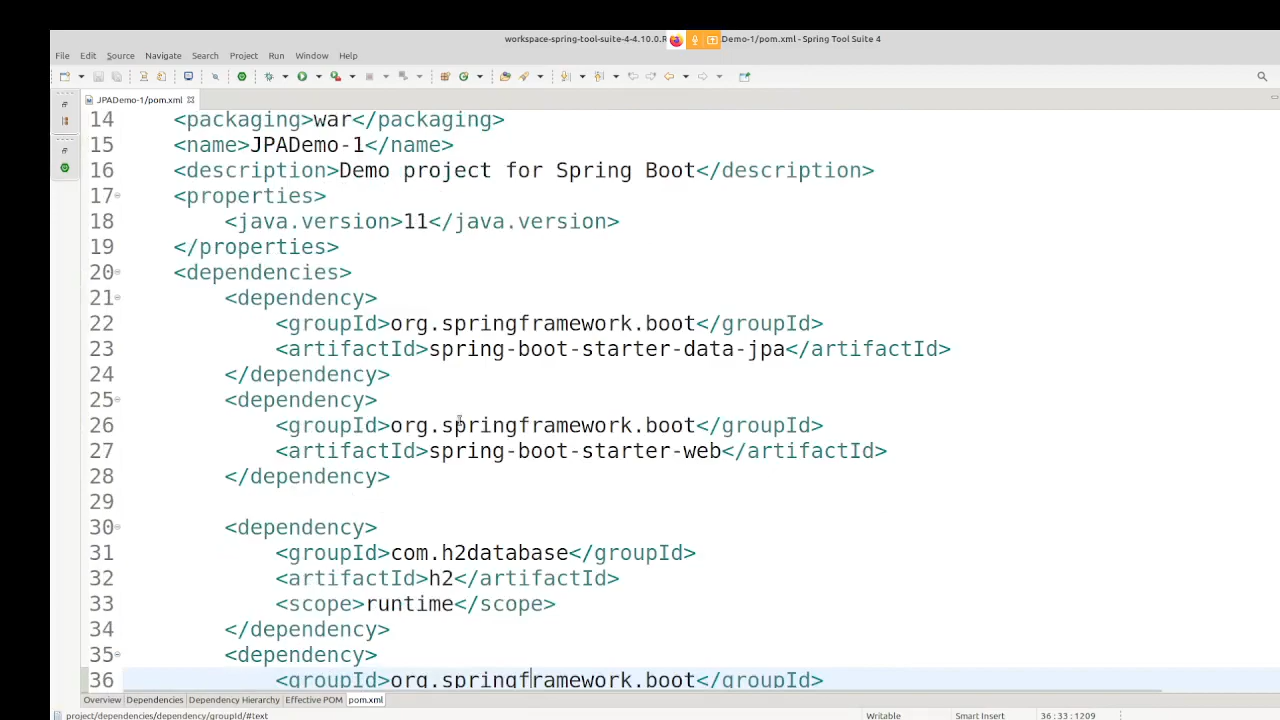 workspace-spring-tool-suite-4-4.10.0.R
Demo-1/pom.xml - Spring Tool Suite 4
File Edit Source Navigate Search Project Run Window Help
JPADemo-1/pom.xml
14 <packaging>war</packaging>
15 <name>JPADemo-1</name>
16 <description>Demo project for Spring Boot</description>
17 <properties>
18 <java.version>11</java.version>
19 </properties>
20 <dependencies>
21 <dependency>
22 <groupId>org.springframework.boot</groupId>
23 <artifactId>spring-boot-starter-data-jpa</artifactId>
24 </dependency>
25 <dependency>
26 <groupId>org.springframework.boot</groupId>
27 <artifactId>spring-boot-starter-web</artifactId>
28 </dependency>
29
30 <dependency>
31 <groupId>com.h2database</groupId>
32 <artifactId>h2</artifactId>
33 <scope>runtime</scope>
34 </dependency>
35 <dependency>
36 <groupId>org.springframework.boot</groupId>
Overview Dependencies Dependency Hierarchy Effective POM pom.xml
project/dependencies/dependency/groupId/#text Writable Smart Insert 36 : 33 : 1209